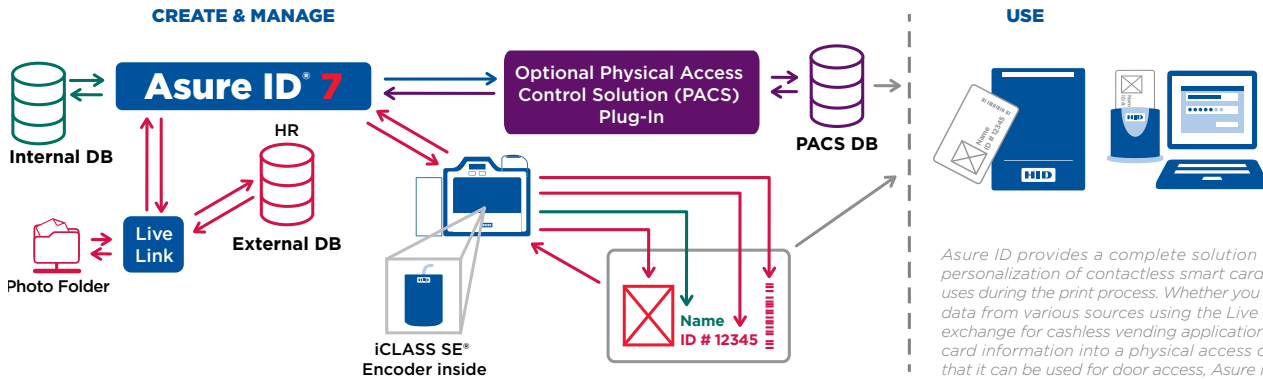 CREATE & MANAGE
USE
Asure ID® 7
Optional Physical Access
Control Solution (PACS)
Plug-In
Internal DB
PACS DB
HR
External DB
Live
Link
Photo Folder
iCLASS SE®
Encoder inside
HID
Name
ID # 12345
Name
ID # 12345
HID
HID
Name
ID #
Asure ID provides a complete solution
personalization of contactless smart card
uses during the print process. Whether you
data from various sources using the Live
exchange for cashless vending application
card information into a physical access c
that it can be used for door access, Asure I